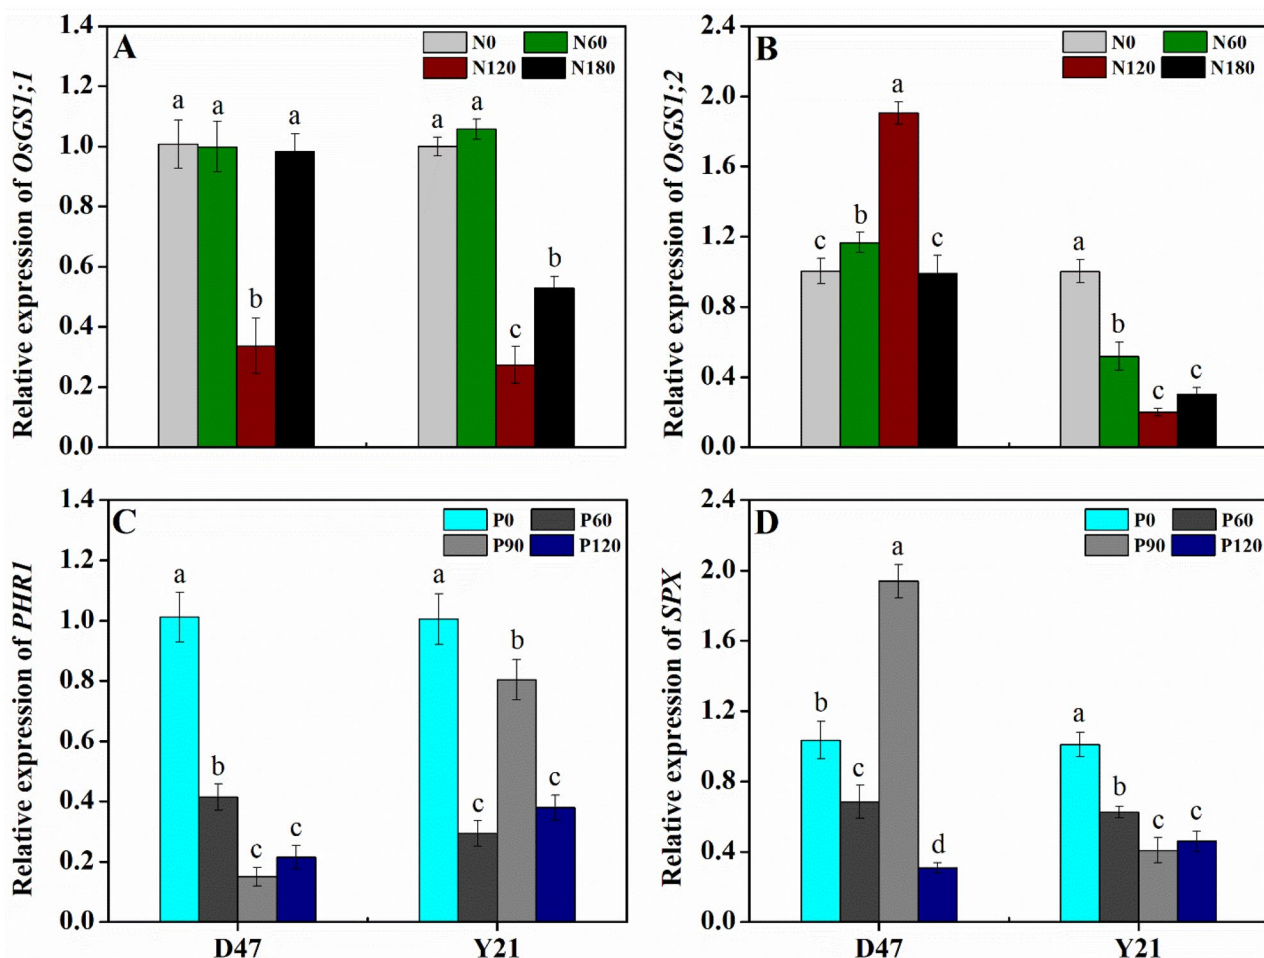 A
N0 N60
N120 N180
Relative expression of OsGS1;1
1.4
1.2
1.0
0.8
0.6
0.4
0.2
0.0
a a b a
a a c b
B
N0 N60
N120 N180
Relative expression of OsGS1;2
2.4
2.0
1.6
1.2
0.8
0.4
0.0
c b a c
a b c c
C
P0 P60
P90 P120
Relative expression of PHR1
1.4
1.2
1.0
0.8
0.6
0.4
0.2
0.0
a b c c
a c b c
D47 Y21
D
P0 P60
P90 P120
Relative expression of SPX
2.4
2.0
1.6
1.2
0.8
0.4
0.0
b c a d
a b c c
D47 Y21